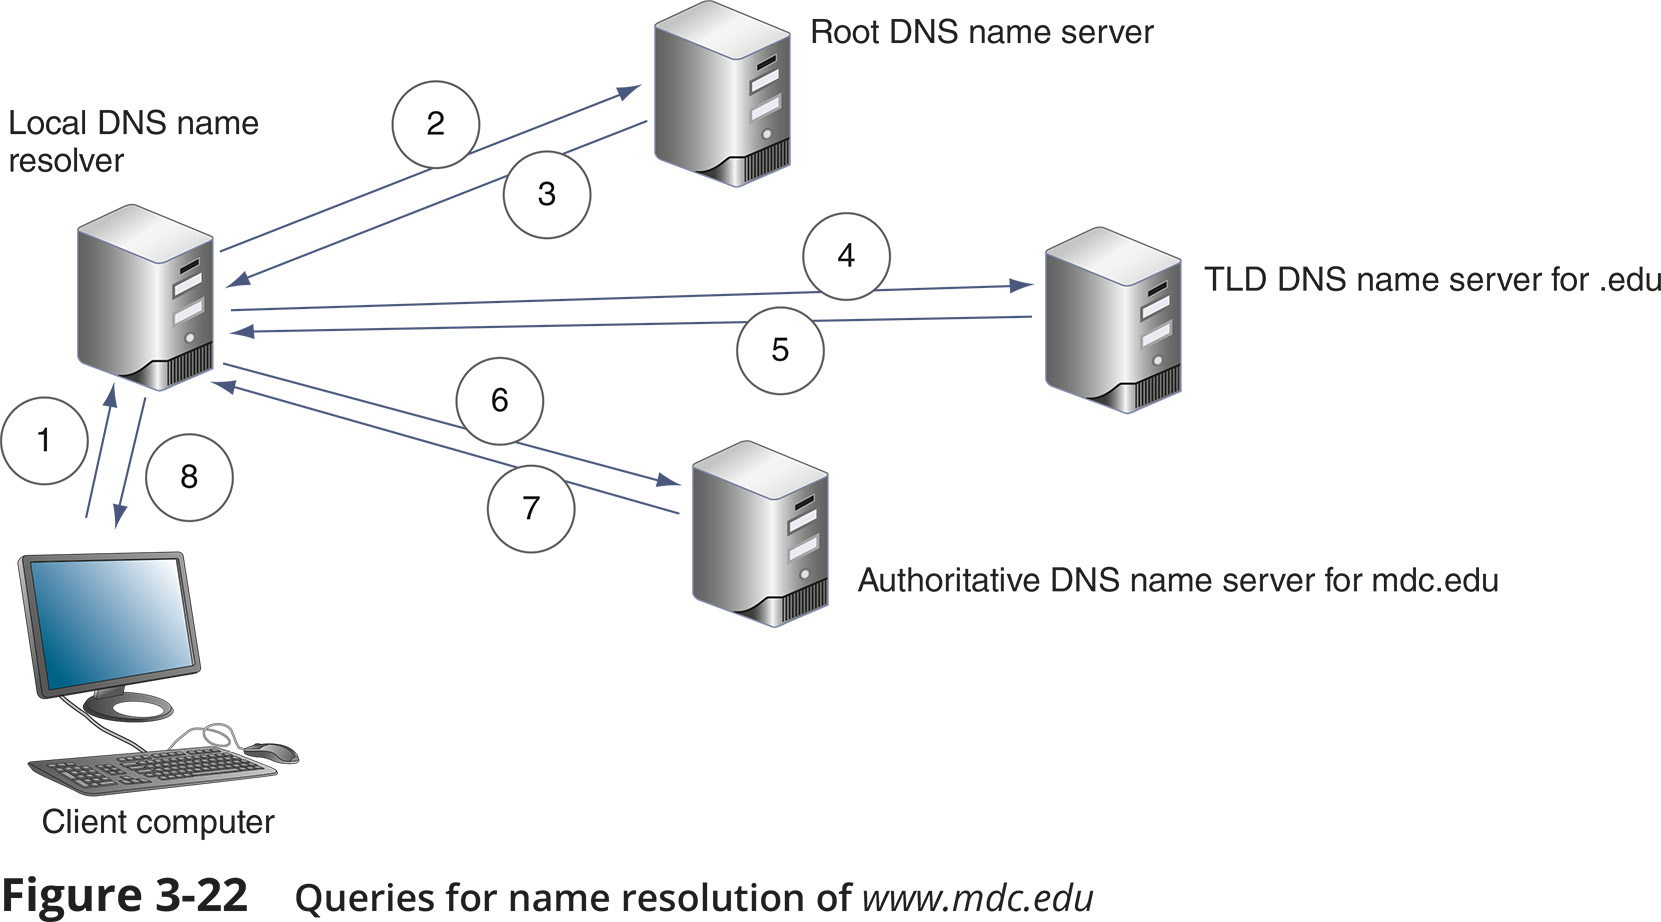 Root DNS name server
Local DNS name
resolver
2
3
4
TLD DNS name server for .edu
5
6
1
8
7
Authoritative DNS name server for mdc.edu
Client computer
Figure 3-22 Queries for name resolution of www.mdc.edu